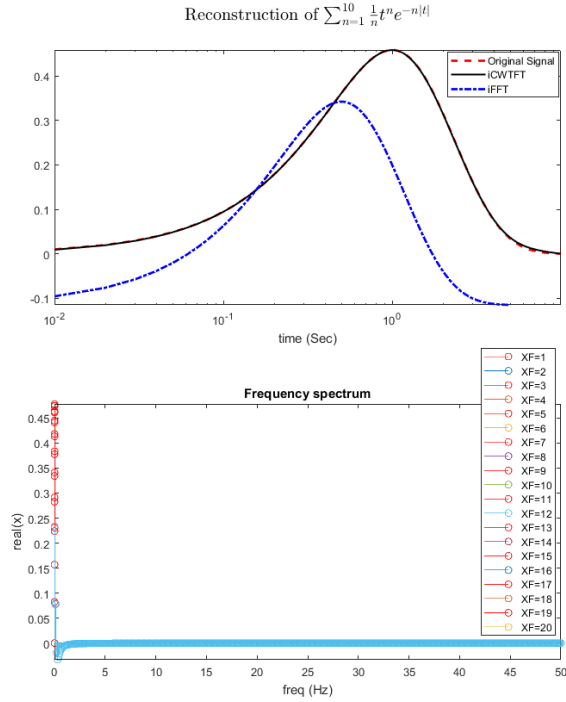 Reconstruction of $\sum_{n=1}^{10} \frac{1}{n} t^n e^{-n|t|}$
0.4
0.3
0.2
0.1
0
-0.1
10^{-2}
10^{-1}
10^{0}
time (Sec)
Original Signal
iCWTFT
iFFT
Frequency spectrum
0.45
0.4
0.35
0.3
0.25
0.2
0.15
0.1
0.05
0
real(x)
0
5
10
15
20
25
30
35
40
45
50
freq (Hz)
XF=1
XF=2
XF=3
XF=4
XF=5
XF=6
XF=7
XF=8
XF=9
XF=10
XF=11
XF=12
XF=13
XF=14
XF=15
XF=16
XF=17
XF=18
XF=19
XF=20